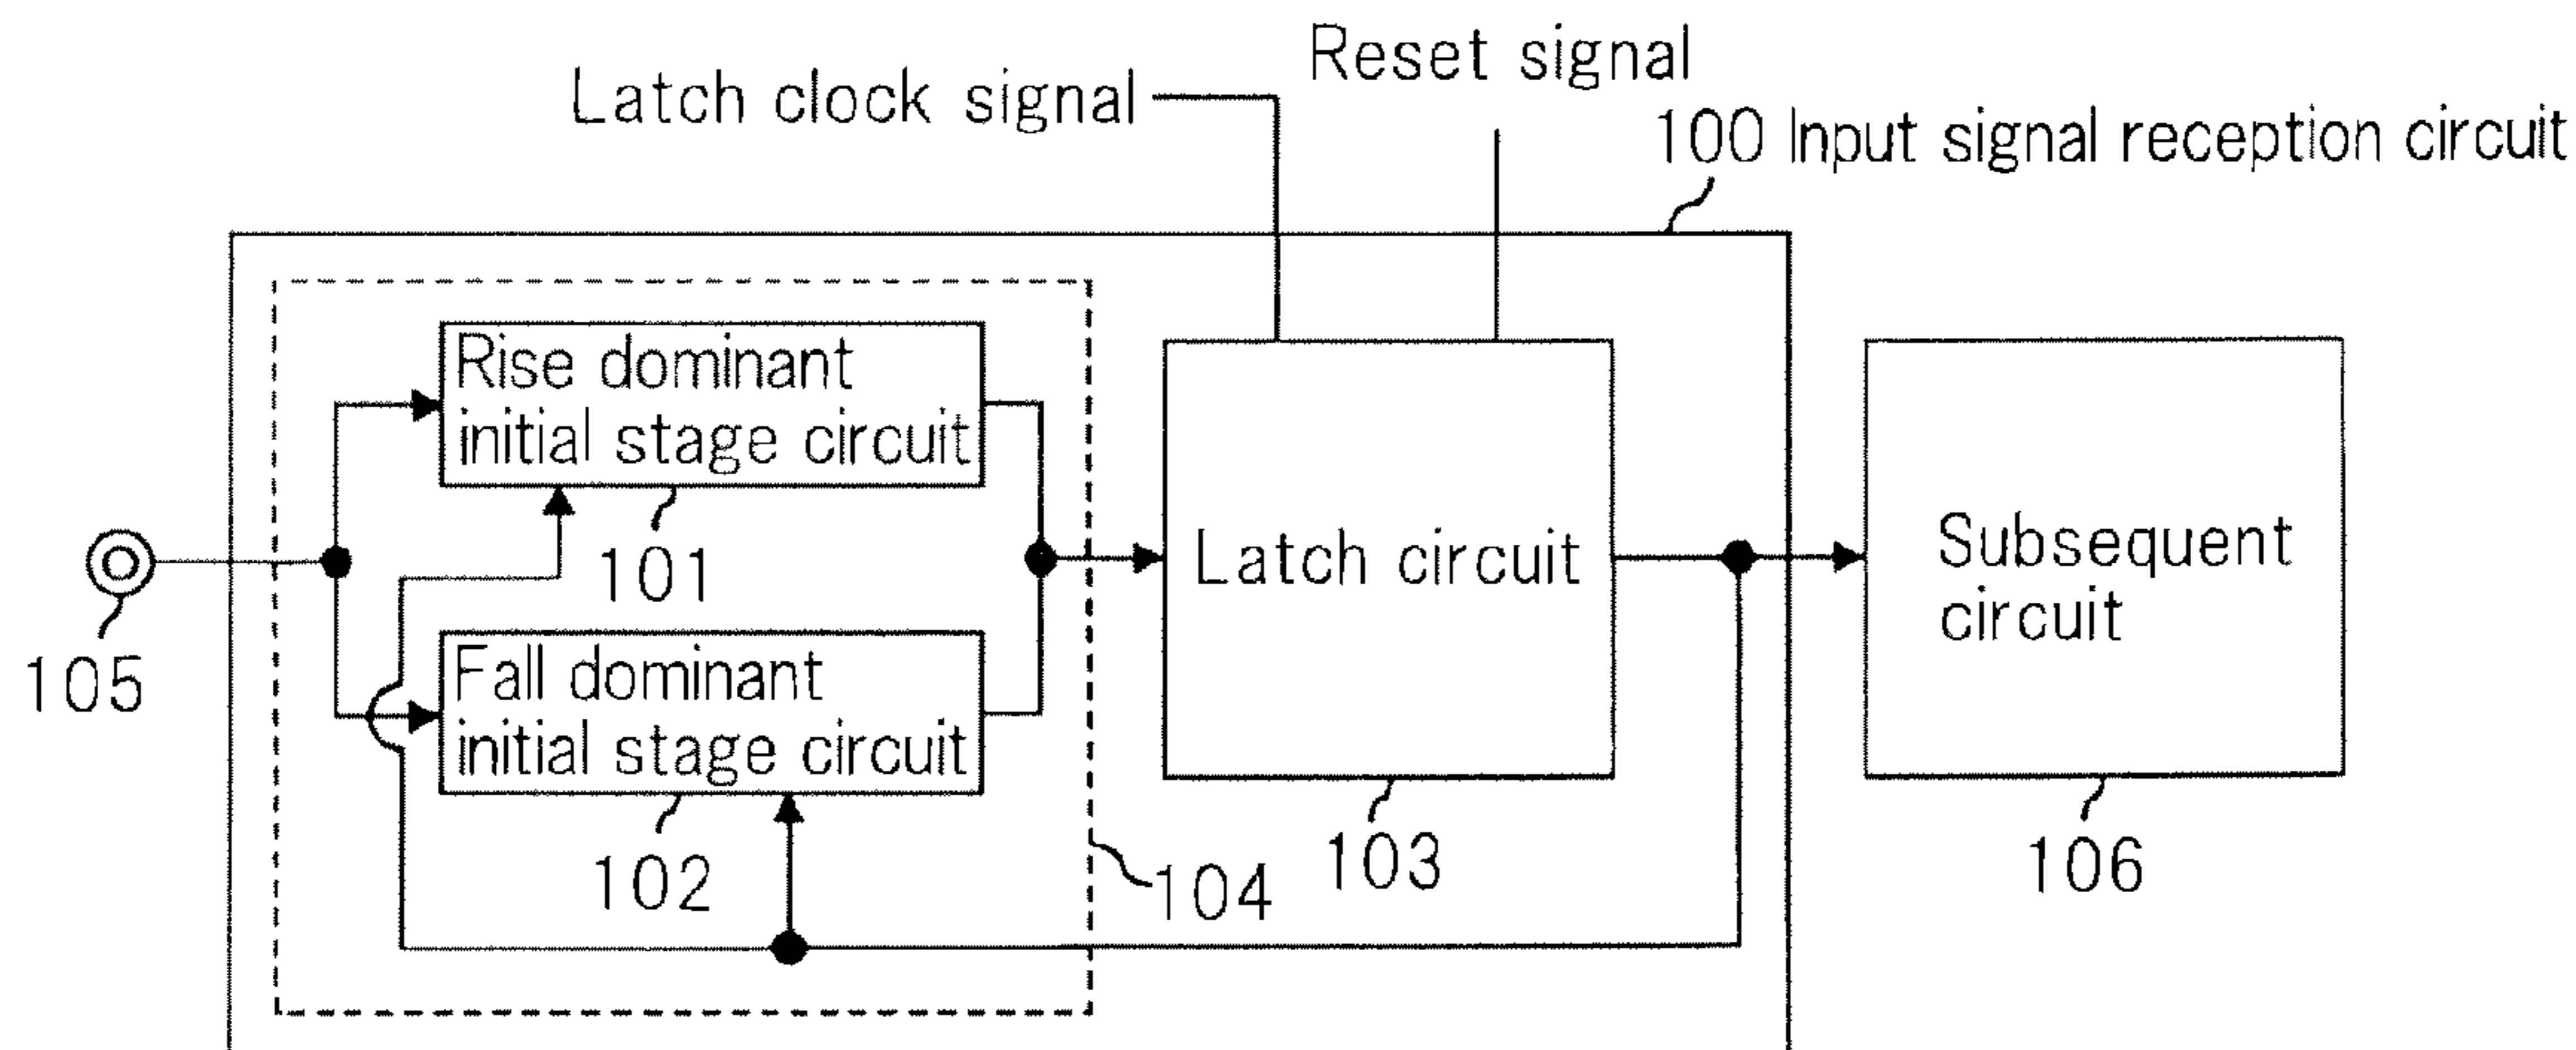 Reset signal
Latch clock signal
100 Input signal reception circuit
Rise dominant
initial stage circuit
101
105
Fall dominant
initial stage circuit
102
104
Latch circuit
103
Subsequent
circuit
106